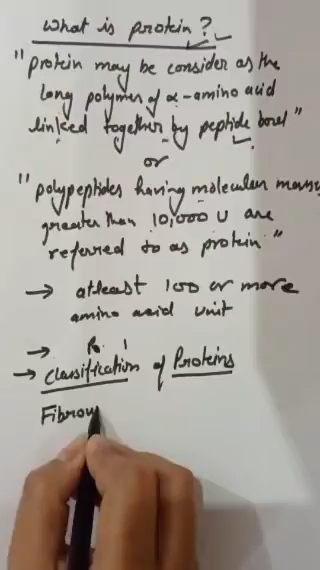 what is protein?
"protein may be consider as the
long polymer of α-amino acid
linked together by peptide bond"
or
"polypeptides having molecular mass
greater than 10,000 U are
referred to as protein."
→ atleast 100 or more
amino acid unit
→
→ Classification of Proteins
Fibrou